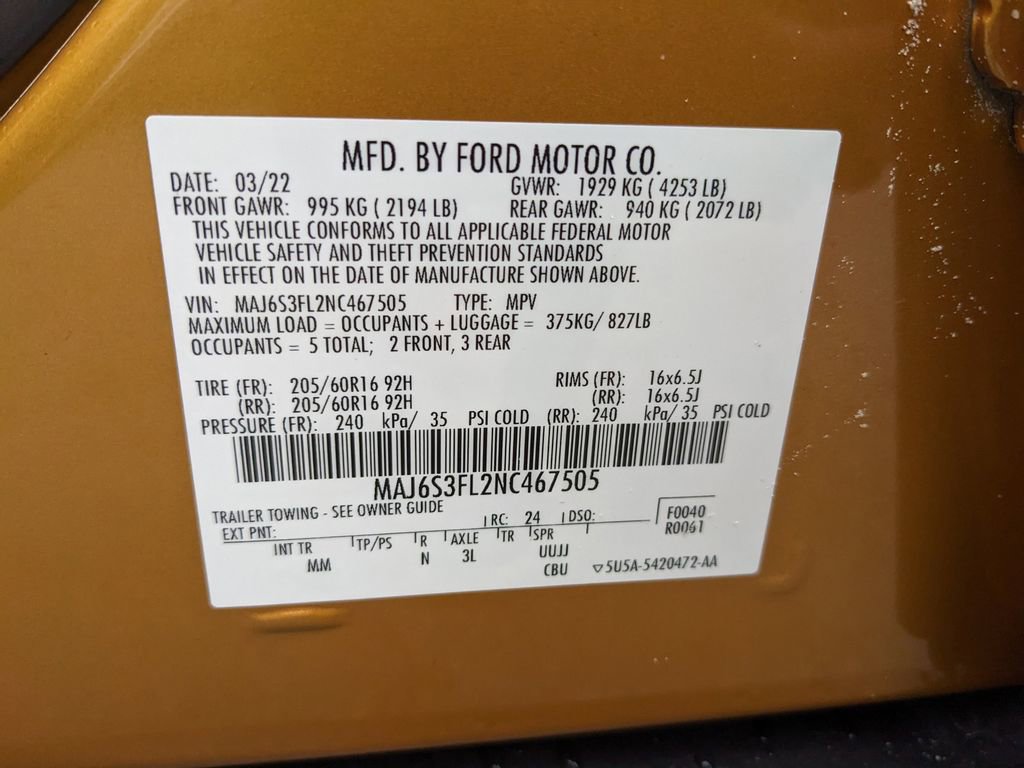 MFD. BY FORD MOTOR CO.
DATE: 03/22 GVWR: 1929 KG ( 4253 LB)
FRONT GAWR: 995 KG ( 2194 LB) REAR GAWR: 940 KG ( 2072 LB)
THIS VEHICLE CONFORMS TO ALL APPLICABLE FEDERAL MOTOR
VEHICLE SAFETY AND THEFT PREVENTION STANDARDS
IN EFFECT ON THE DATE OF MANUFACTURE SHOWN ABOVE.
VIN: MAJ6S3FL2NC467505 TYPE: MPV
MAXIMUM LOAD = OCCUPANTS + LUGGAGE = 375KG/ 827LB
OCCUPANTS = 5 TOTAL; 2 FRONT, 3 REAR
TIRE (FR): 205/60R16 92H RIMS (FR): 16x6.5J
(RR): 205/60R16 92H (RR): 16x6.5J
PRESSURE (FR): 240 kPa/ 35 PSI COLD (RR): 240 kPa/ 35 PSI COLD
MAJ6S3FL2NC467505
TRAILER TOWING - SEE OWNER GUIDE F0040
EXT PNT: RC: 24 DSO: R0061
INT TR TP/PS R AXLE TR SPR
MM N 3L UUJJ
CBU ▽5U5A-5420472-AA